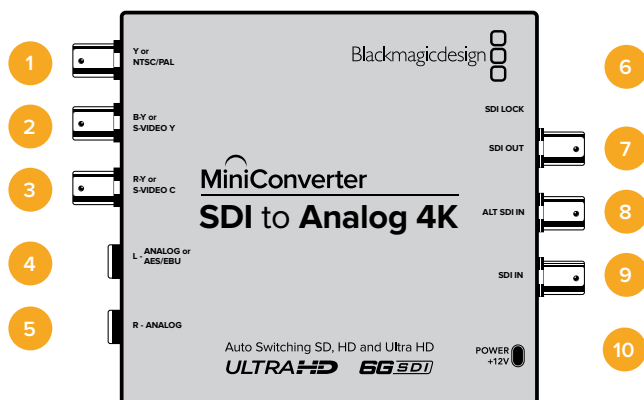 1
Y or
NTSC/PAL
2
B-Y or
S-VIDEO Y
3
R-Y or
S-VIDEO C
4
L - ANALOG or
AES/EBU
5
R - ANALOG
Blackmagicdesign
MiniConverter
SDI to Analog 4K
Auto Switching SD, HD and Ultra HD
ULTRA HD 6G SDI
6
SDI LOCK
SDI OUT
7
ALT SDI IN
8
SDI IN
9
POWER
+12V
10